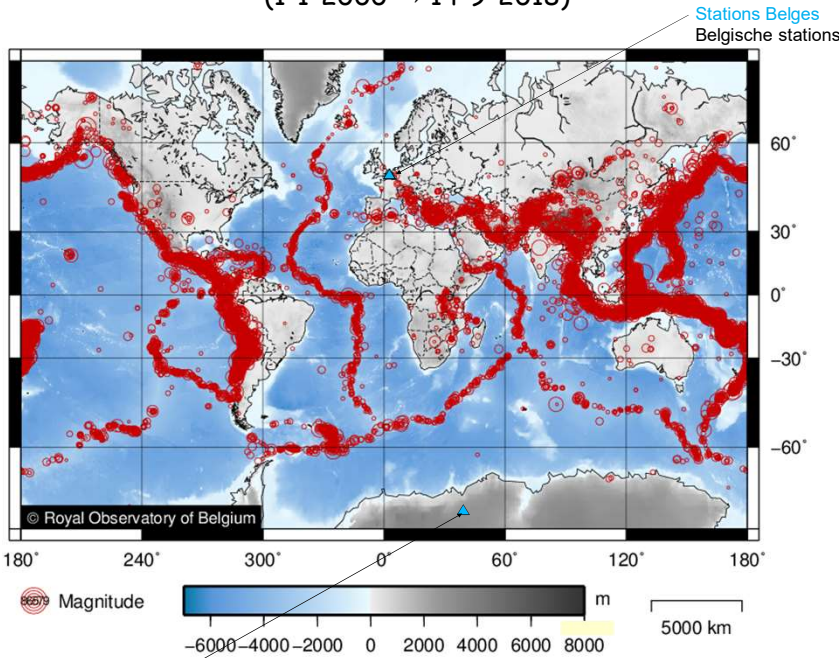 Stations Belges
Belgische stations
60°
30°
0°
−30°
−60°
© Royal Observatory of Belgium
180° 240° 300° 0° 60° 120° 180°
Magnitude
m
−6000 −4000 −2000 0 2000 4000 6000 8000
5000 km